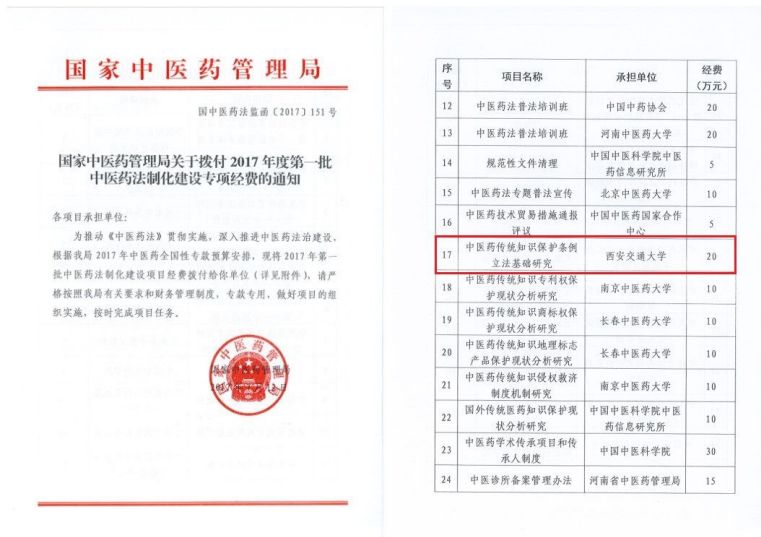 国家中医药管理局
国中医药法监函〔2017〕151号
国家中医药管理局关于拨付2017年度第一批
中医药法制化建设专项经费的通知
各项目承担单位:
为推动《中医药法》贯彻实施，深入推进中医药法治建设，
根据我局2017年中医药全国性专款预算安排，现将2017年第一
批中医药法制化建设项目经费拨付给你单位（详见附件），请严
格按照我局有关要求和财务管理制度，专款专用，做好项目的组
织实施，按时完成项目任务。
国家中医药管理局
序号 项目名称 承担单位 经费（万元）
12 中医药法普法培训班 中国中药协会 20
13 中医药法普法培训班 河南中医药大学 20
14 规范性文件清理 中国中医科学院中医药信息研究所 5
15 中医药法专题普法宣传 北京中医药大学 10
16 中医药技术贸易措施通报评议 中国中医药国家合作中心 5
17 中医药传统知识保护条例立法基础研究 西安交通大学 20
18 中医药传统知识专利权保护现状分析研究 南京中医药大学 10
19 中医药传统知识商标权保护现状分析研究 长春中医药大学 10
20 中医药传统知识地理标志产品保护现状分析研究 长春中医药大学 10
21 中医药传统知识侵权救济制度机制研究 南京中医药大学 10
22 国外传统医药知识保护现状分析研究 中国中医科学院中医药信息研究所 10
23 中医药学术传承项目和传承人制度 中国中医科学院 30
24 中医诊所备案管理办法 河南省中医药管理局 15